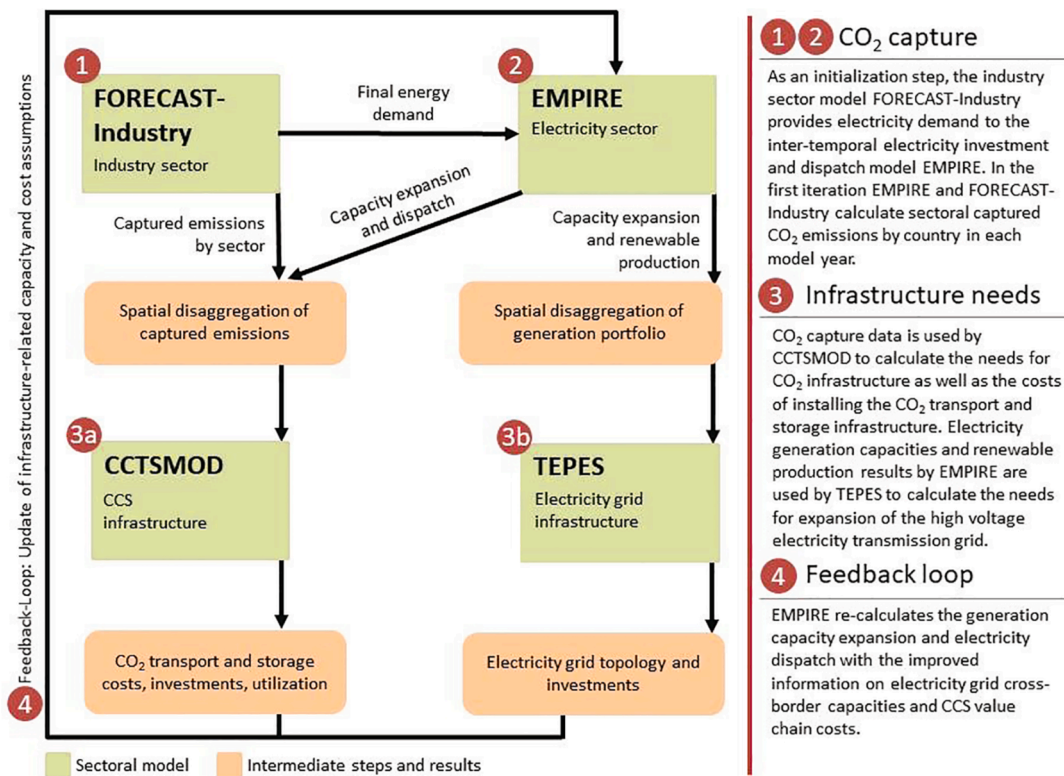 1
FORECAST-
Industry
Industry sector
Final energy
demand
2
EMPIRE
Electricity sector
Captured emissions
by sector
Capacity expansion
and dispatch
Capacity expansion
and renewable
production
Spatial disaggregation of
captured emissions
Spatial disaggregation of
generation portfolio
3a
CCTSMOD
CCS
infrastructure
3b
TEPES
Electricity grid
infrastructure
CO₂ transport and storage
costs, investments, utilization
Electricity grid topology and
investments
4
Feedback-Loop: Update of infrastructure-related capacity and cost assumptions
Sectoral model
Intermediate steps and results
1 2 CO₂ capture
As an initialization step, the industry
sector model FORECAST-Industry
provides electricity demand to the
inter-temporal electricity investment
and dispatch model EMPIRE. In the
first iteration EMPIRE and FORECAST-
Industry calculate sectoral captured
CO₂ emissions by country in each
model year.
3 Infrastructure needs
CO₂ capture data is used by
CCTSMOD to calculate the needs for
CO₂ infrastructure as well as the costs
of installing the CO₂ transport and
storage infrastructure. Electricity
generation capacities and renewable
production results by EMPIRE are
used by TEPES to calculate the needs
for expansion of the high voltage
electricity transmission grid.
4 Feedback loop
EMPIRE re-calculates the generation
capacity expansion and electricity
dispatch with the improved
information on electricity grid cross-
border capacities and CCS value
chain costs.